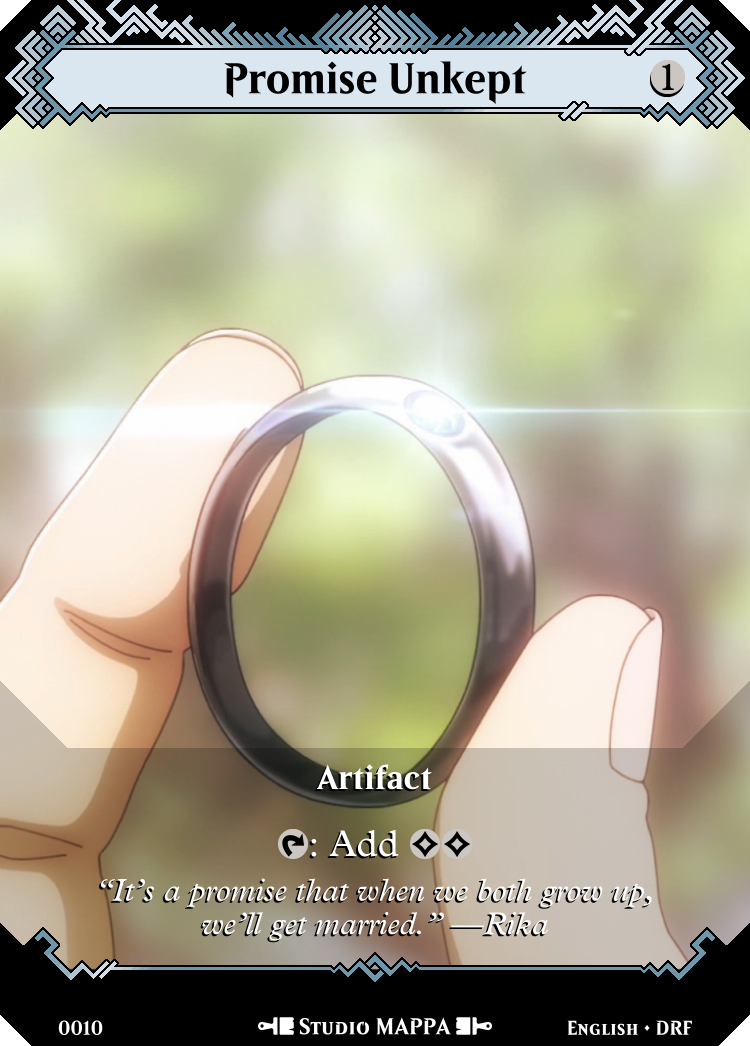 Promise Unkept 1
Artifact
: Add
“It's a promise that when we both grow up,
we'll get married.” —Rika
0010 Studio MAPPA English • DRF